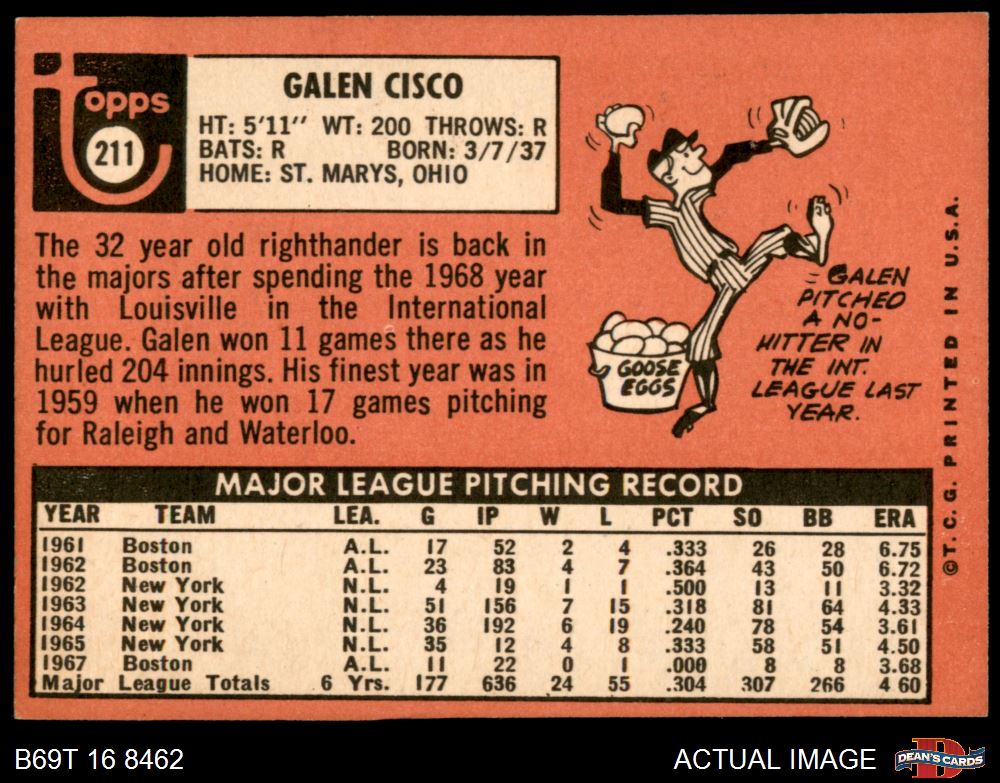 Topps
211
GALEN CISCO
HT: 5'11" WT: 200 THROWS: R
BATS: R BORN: 3/7/37
HOME: ST. MARYS, OHIO
The 32 year old righthander is back in
the majors after spending the 1968 year
with Louisville in the International
League. Galen won 11 games there as he
hurled 204 innings. His finest year was in
1959 when he won 17 games pitching
for Raleigh and Waterloo.
GALEN
PITCHED
A NO-
HITTER IN
THE INT.
LEAGUE LAST
YEAR.
GOOSE
EGGS
©T. C. G. PRINTED IN U.S.A.
MAJOR LEAGUE PITCHING RECORD
YEAR TEAM LEA. G IP W L PCT SO BB ERA
1961 Boston A.L. 17 52 2 4 .333 26 28 6.75
1962 Boston A.L. 23 83 4 7 .364 43 50 6.72
1962 New York N.L. 4 19 1 1 .500 13 11 3.32
1963 New York N.L. 51 156 7 15 .318 81 64 4.33
1964 New York N.L. 36 192 6 19 .240 78 54 3.61
1965 New York N.L. 35 12 4 8 .333 58 51 4.50
1967 Boston A.L. 11 22 0 1 .000 8 8 3.68
Major League Totals 6 Yrs. 177 636 24 55 .304 307 266 4 60
B69T 16 8462
ACTUAL IMAGE
DEAN'S CARDS